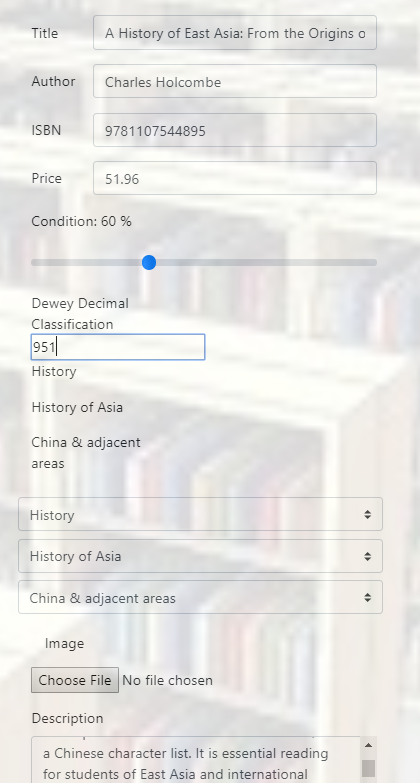 Title
A History of East Asia: From the Origins o
Author
Charles Holcombe
ISBN
9781107544895
Price
51.96
Condition: 60 %
Dewey Decimal
Classification
951
History
History of Asia
China & adjacent
areas
History
History of Asia
China & adjacent areas
Image
Choose File No file chosen
Description
a Chinese character list. It is essential reading
for students of East Asia and international